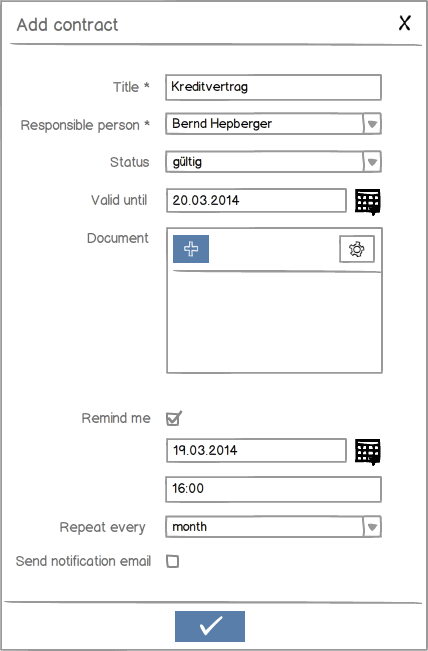 Add contract X
Title * Kreditvertrag
Responsible person * Bernd Hepberger
Status gültig
Valid until 20.03.2014
Document
Remind me
19.03.2014
16:00
Repeat every month
Send notification email